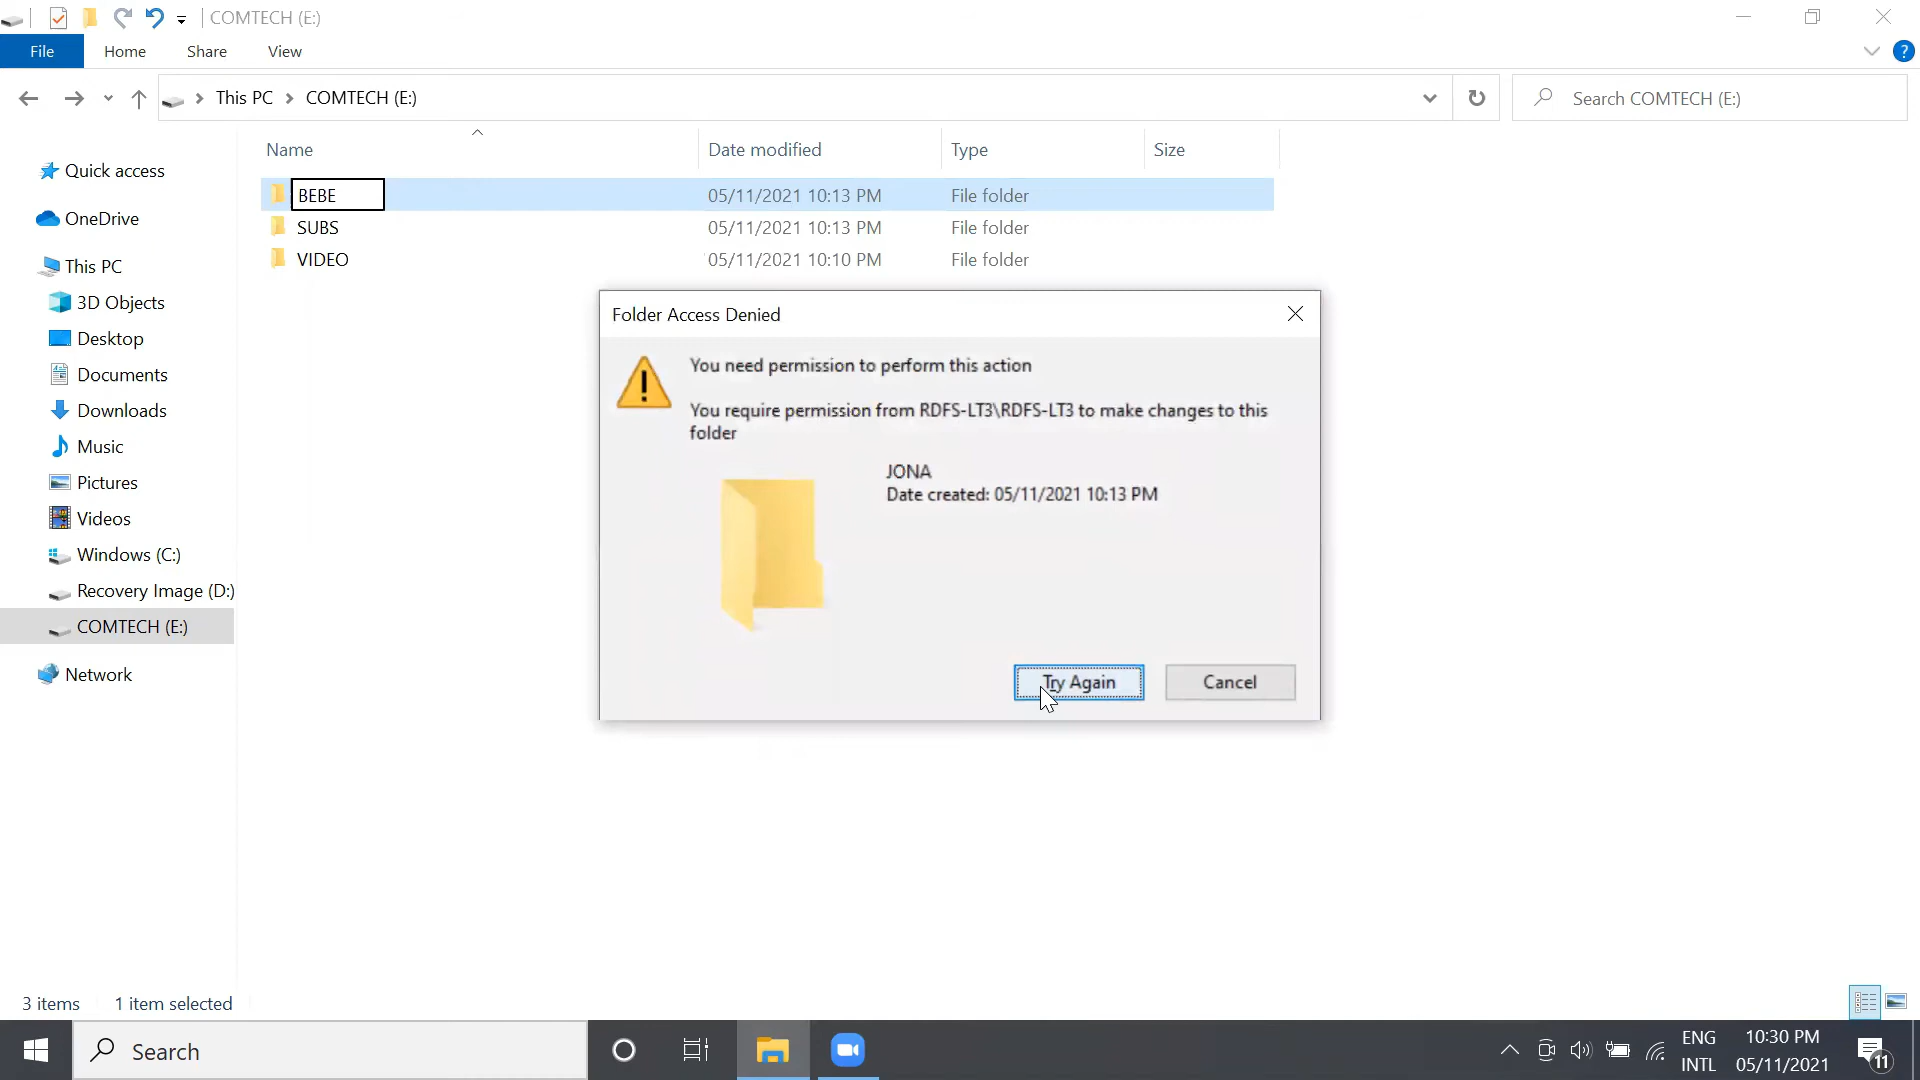 COMTECH (E:)
File Home Share View ?
This PC COMTECH (E:) Search COMTECH (E:)
Name Date modified Type Size
Quick access
OneDrive
This PC
3D Objects
Desktop
Documents
Downloads
Music
Pictures
Videos
Windows (C:)
Recovery Image (D:)
COMTECH (E:)
Network
BEBE 05/11/2021 10:13 PM File folder
SUBS 05/11/2021 10:13 PM File folder
VIDEO 05/11/2021 10:10 PM File folder
Folder Access Denied
You need permission to perform this action
You require permission from RDFS-LT3\RDFS-LT3 to make changes to this
folder
JONA
Date created: 05/11/2021 10:13 PM
Try Again Cancel
3 items 1 item selected
Search
ENG
INTL
10:30 PM
05/11/2021
11